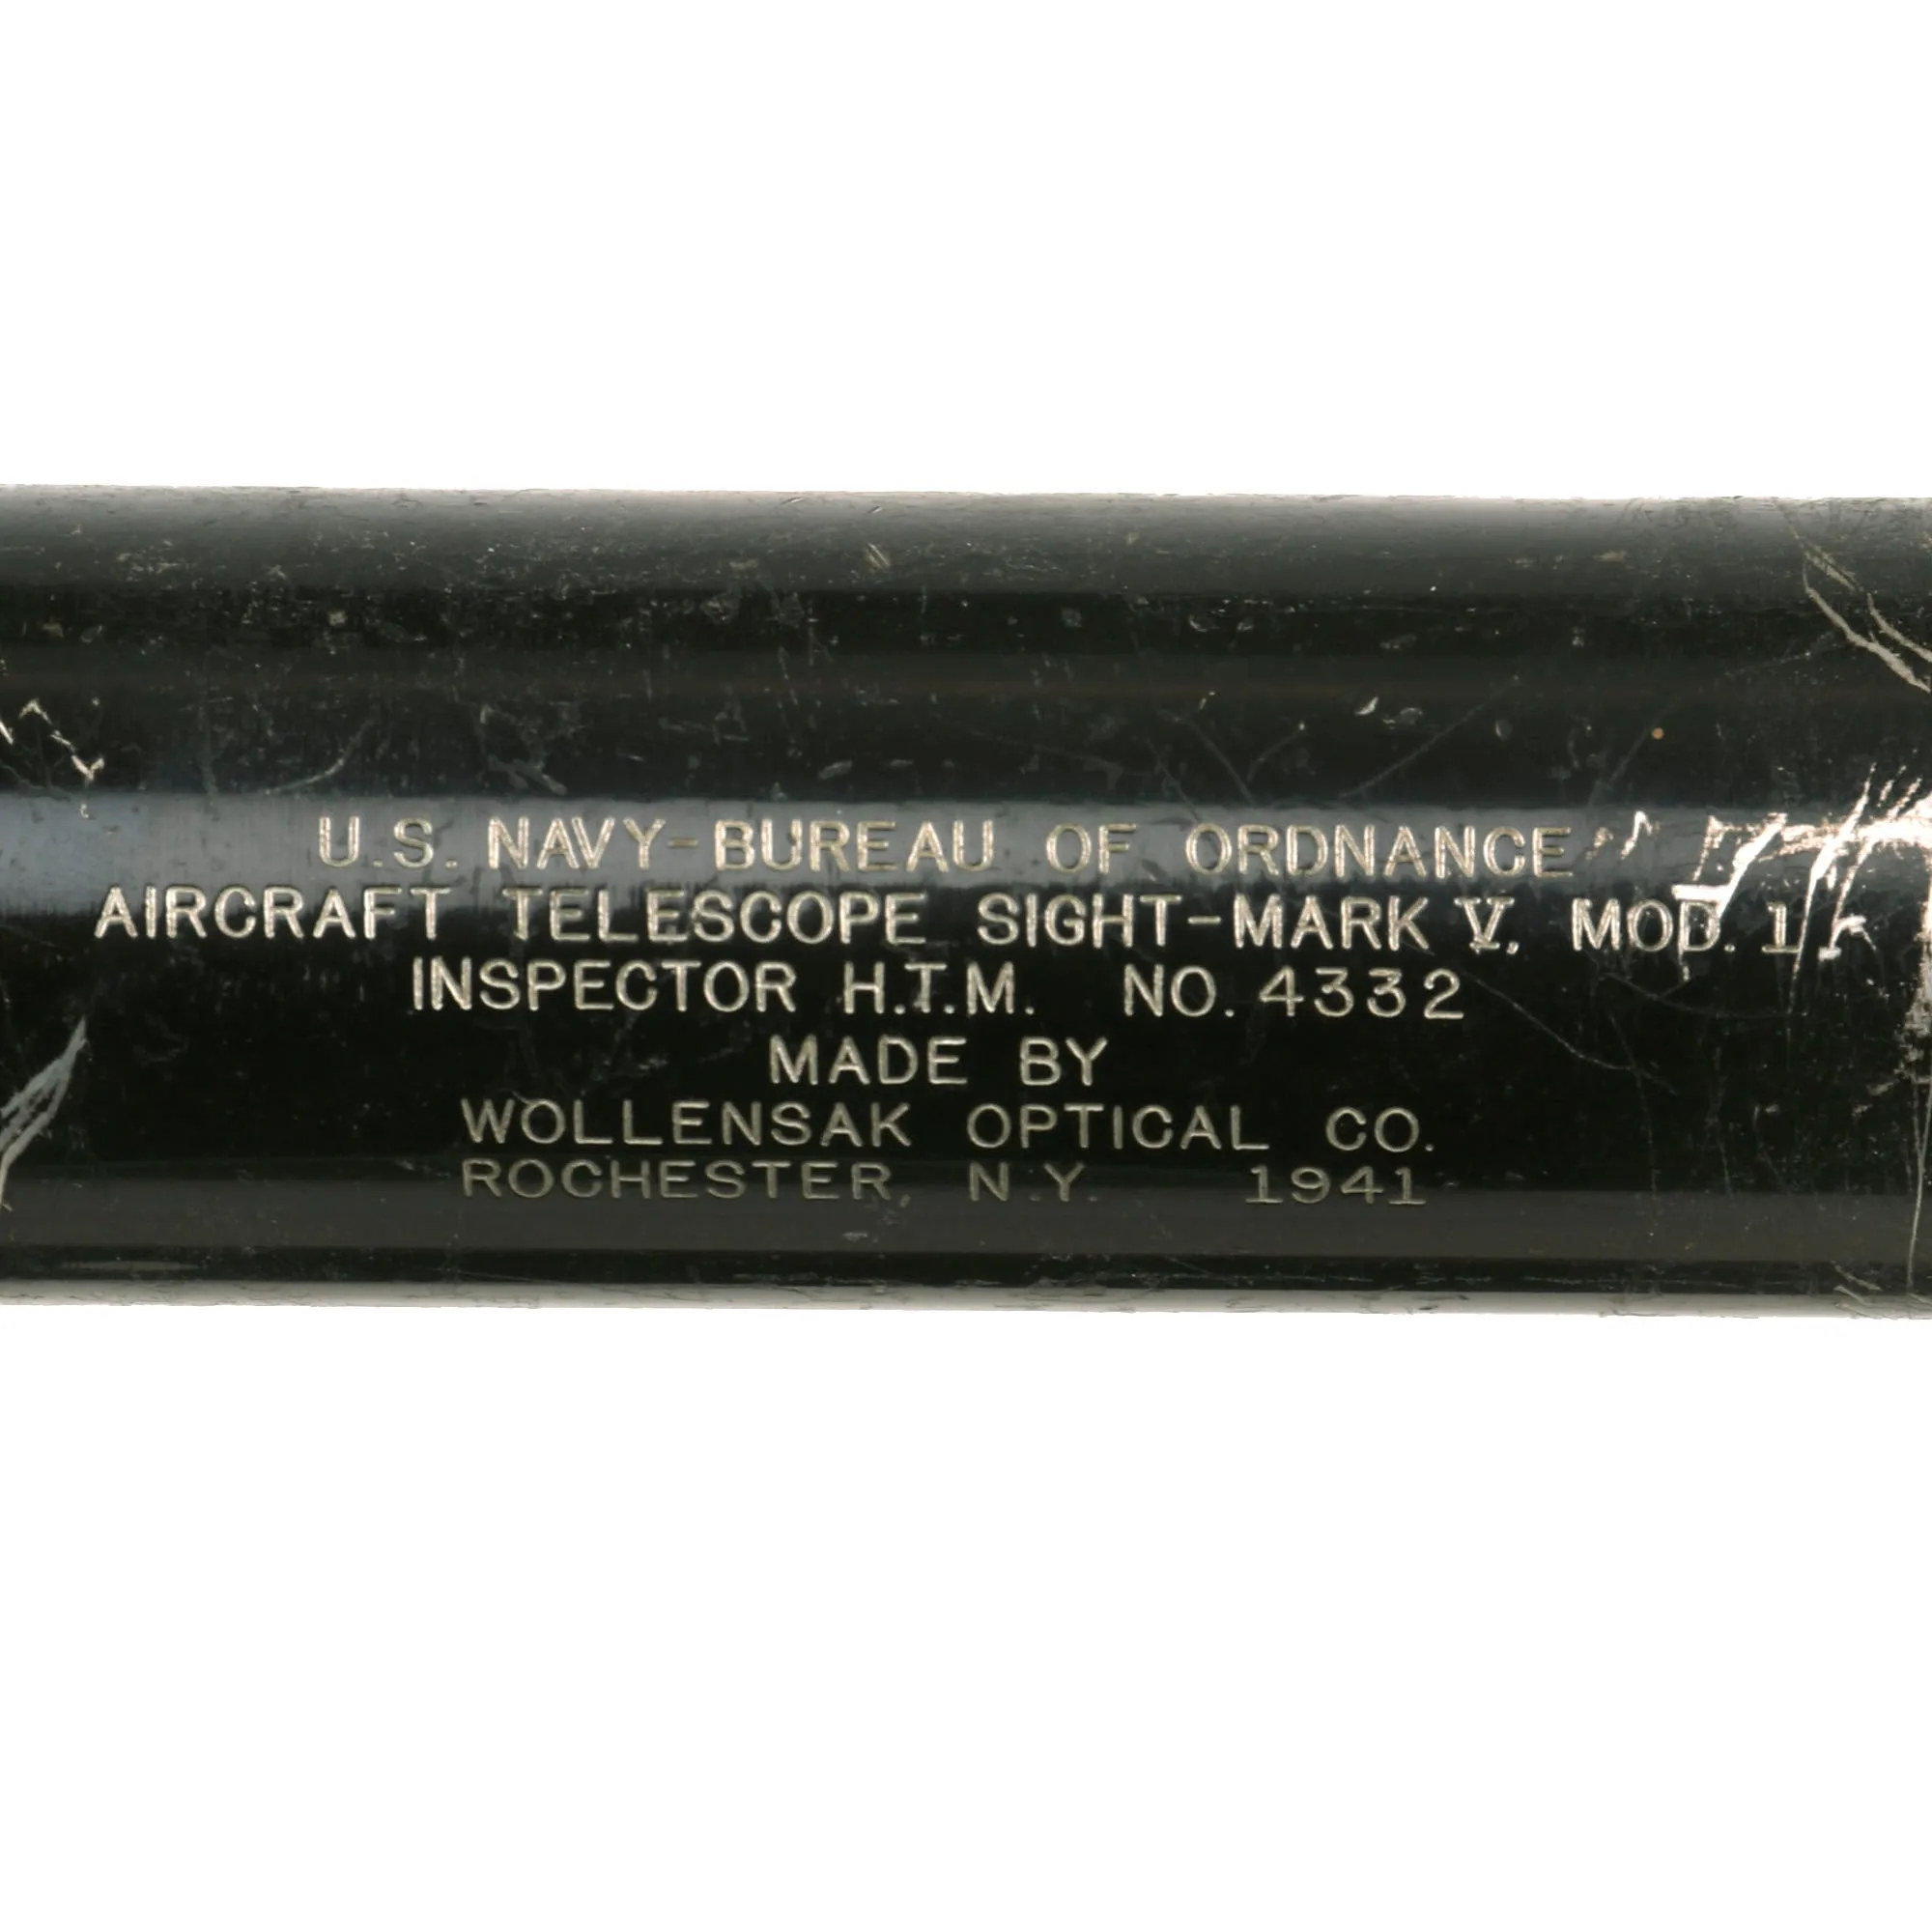 U.S. NAVY-BUREAU OF ORDNANCE
AIRCRAFT TELESCOPE SIGHT-MARK V, MOD. 1
INSPECTOR H.T.M. NO. 4332
MADE BY
WOLLENSAK OPTICAL CO.
ROCHESTER, N.Y. 1941